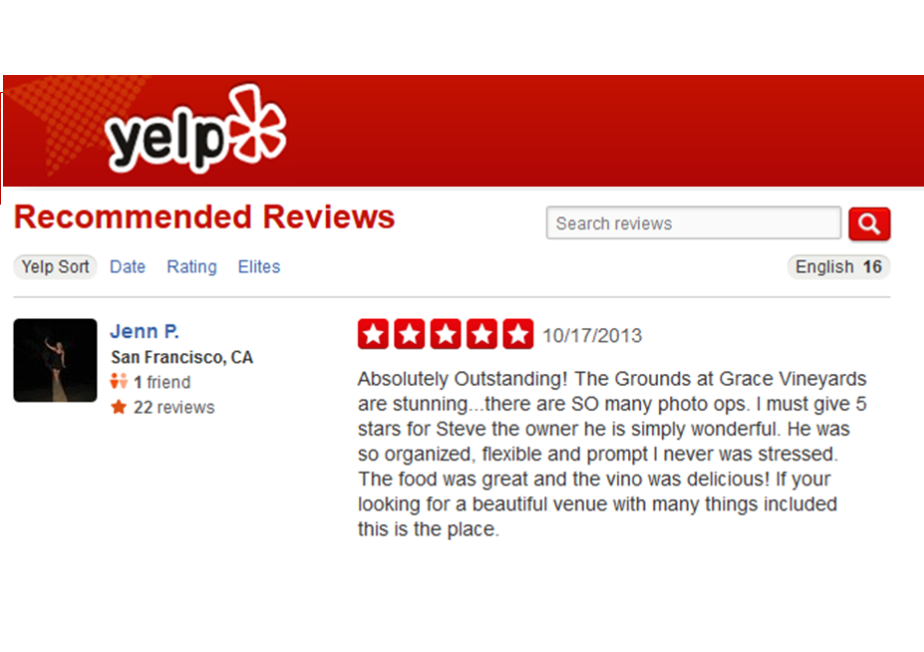 yelp
Recommended Reviews
Search reviews
Yelp Sort Date Rating Elites
English 16
Jenn P.
San Francisco, CA
1 friend
22 reviews
10/17/2013
Absolutely Outstanding! The Grounds at Grace Vineyards
are stunning...there are SO many photo ops. I must give 5
stars for Steve the owner he is simply wonderful. He was
so organized, flexible and prompt I never was stressed.
The food was great and the vino was delicious! If your
looking for a beautiful venue with many things included
this is the place.